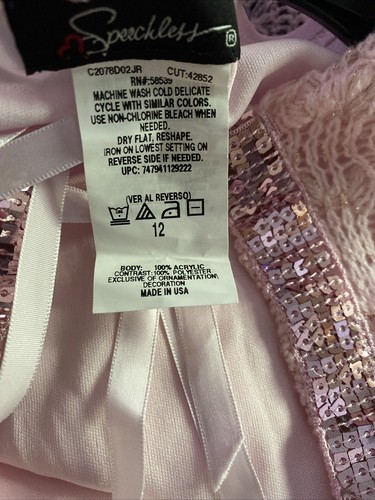 Speechless®
C2078D02JR CUT:42852
RN#:58539
MACHINE WASH COLD DELICATE
CYCLE WITH SIMILAR COLORS.
USE NON-CHLORINE BLEACH WHEN
NEEDED.
DRY FLAT, RESHAPE.
IRON ON LOWEST SETTING ON
REVERSE SIDE IF NEEDED.
UPC: 747941129222
(VER AL REVERSO)
12
BODY: 100% ACRYLIC
CONTRAST: 100% POLYESTER
EXCLUSIVE OF ORNAMENTATION\
DECORATION
MADE IN USA